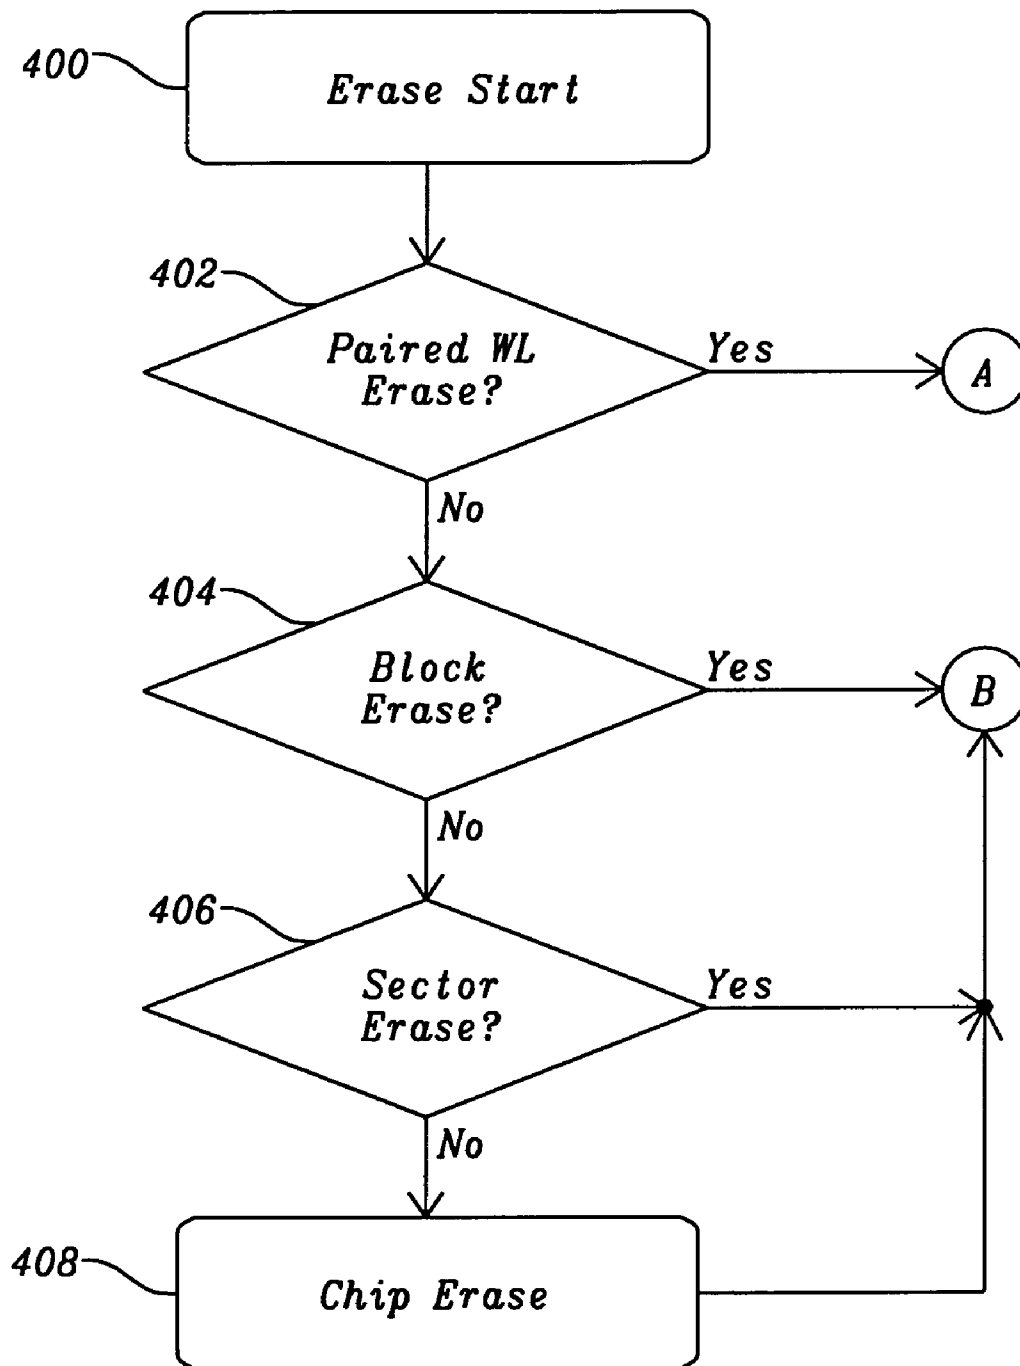 400
Erase Start
402
Paired WL
Erase?
Yes
A
No
404
Block
Erase?
Yes
B
No
406
Sector
Erase?
Yes
No
408
Chip Erase